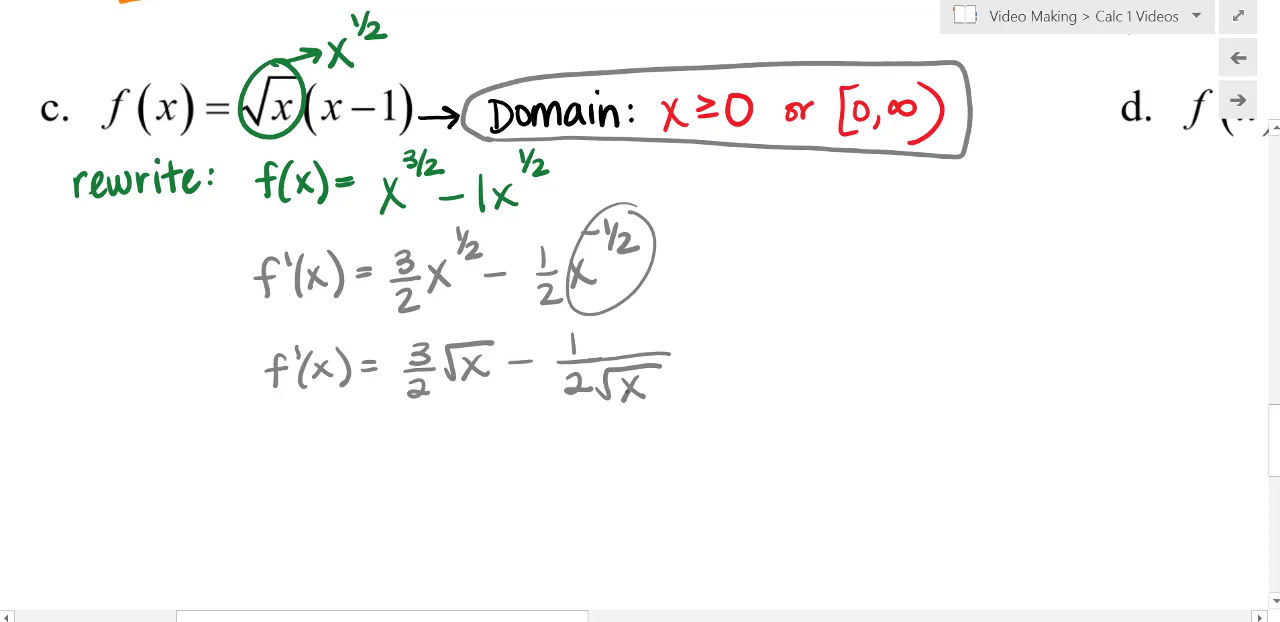 Video Making > Calc 1 Videos
x^{1/2}
c. f(x) = √x(x−1) → Domain: x ≥ 0 or [0,∞)
d. f
rewrite: f(x) = x^{3/2} − 1x^{1/2}
f'(x) = 3/2 x^{1/2} − 1/2 x^{−1/2}
f'(x) = 3/2 √x − 1/(2√x)